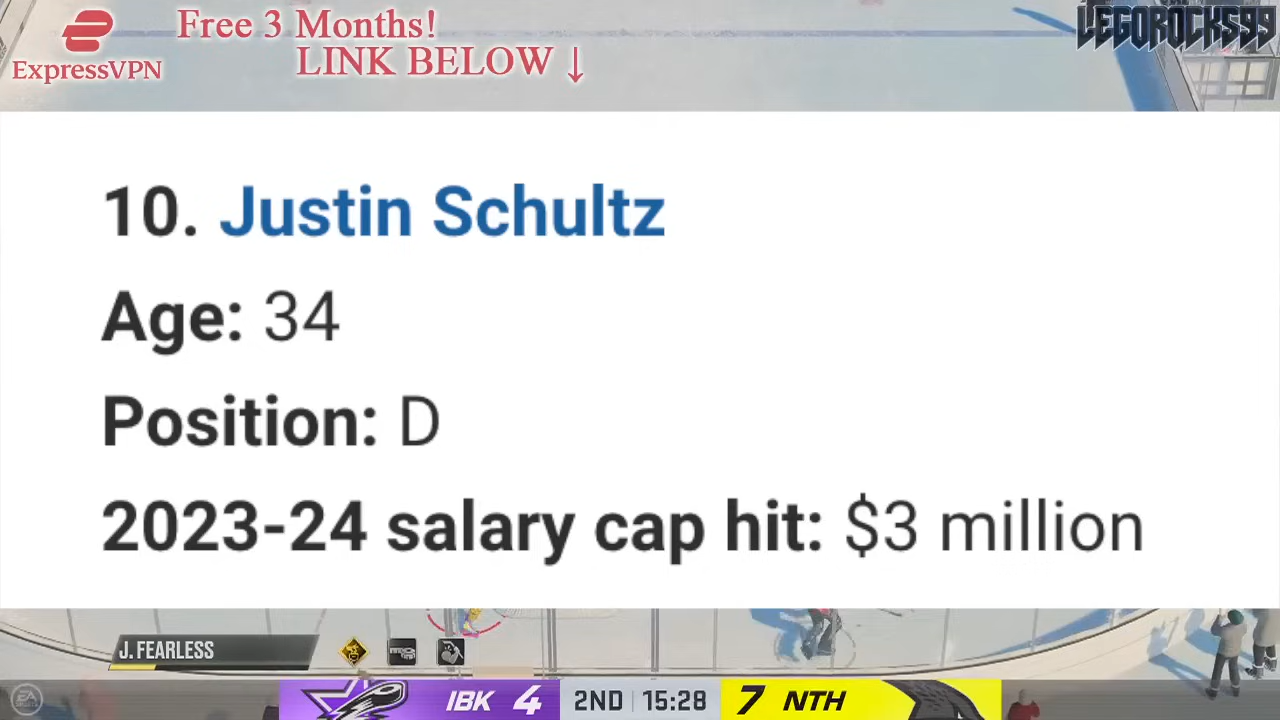 Free 3 Months!
LINK BELOW ↓
ExpressVPN
LEGOROCKS99
10. Justin Schultz
Age: 34
Position: D
2023-24 salary cap hit: $3 million
J. FEARLESS
IBK 4 2ND 15:28 7 NTH